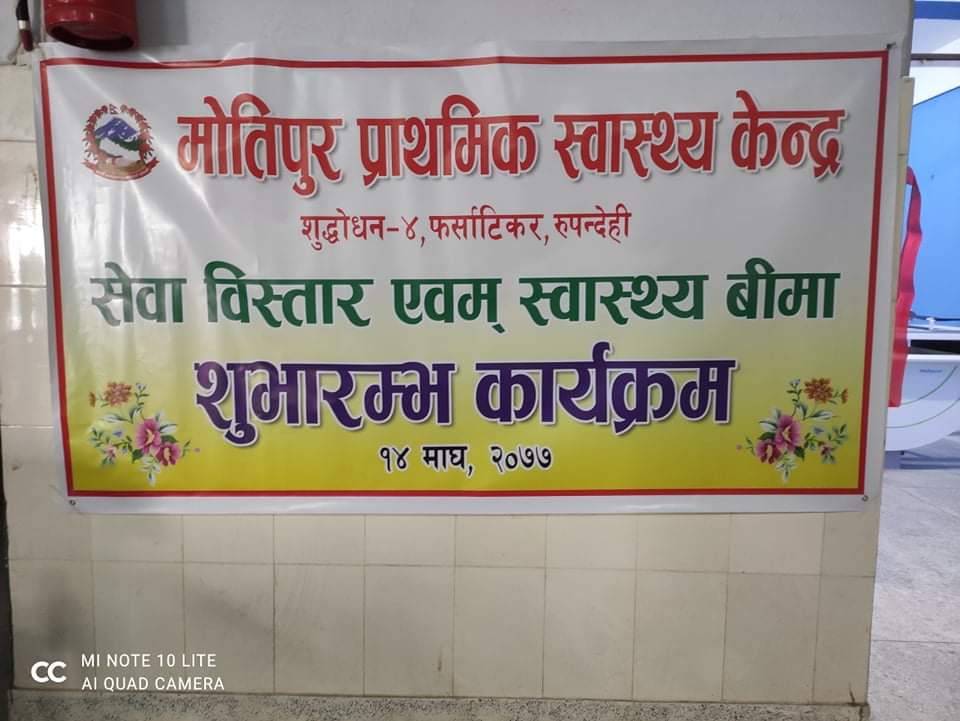 मोतिपुर प्राथमिक स्वास्थ्य केन्द्र
शुद्धोधन-४, फर्साटिकर, रुपन्देही
सेवा विस्तार एवम् स्वास्थ्य बीमा
शुभारम्भ कार्यक्रम
१४ माघ, २०७७
MI NOTE 10 LITE
AI QUAD CAMERA